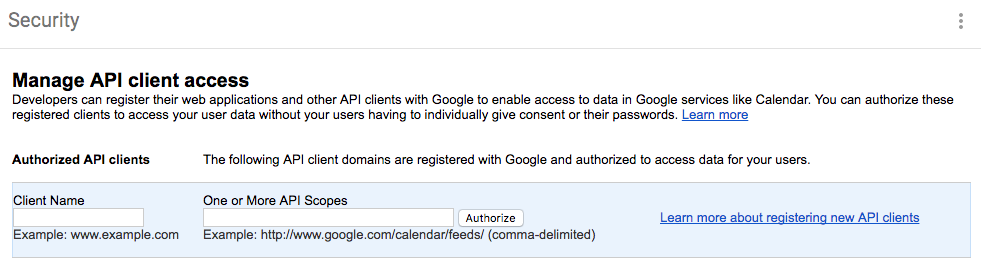 Security
Manage API client access
Developers can register their web applications and other API clients with Google to enable access to data in Google services like Calendar. You can authorize these
registered clients to access your user data without your users having to individually give consent or their passwords. Learn more
Authorized API clients The following API client domains are registered with Google and authorized to access data for your users.
Client Name One or More API Scopes
Authorize Learn more about registering new API clients
Example: www.example.com Example: http://www.google.com/calendar/feeds/ (comma-delimited)